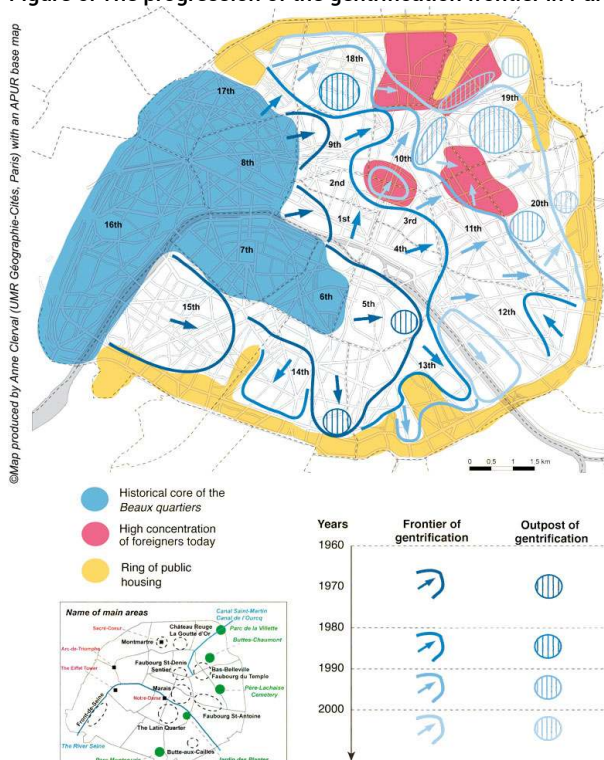 Figure 6. The progression of the gentrification frontier in
©Map produced by Anne Clerval (UMR Géographie-Cités, Paris) with an APUR base map
18th
17th
19th
9th
10th
8th
2nd
20th
16th
1st
3rd
11th
7th
4th
6th
5th
15th
12th
14th
13th
0 0,5 1 1,5 km
Historical core of the
Beaux quartiers
High concentration
of foreigners today
Ring of public
housing
Years
Frontier of
gentrification
Outpost of
gentrification
1960
1970
1980
1990
2000
Name of main areas
Canal Saint-Martin
Canal de l'Ourcq
Château Rouge
La Goutte d'Or
Parc de la Villette
Sacré-Coeur
Montmartre
Buttes-Chaumont
Arc-de-Triomphe
Faubourg St-Denis
Sentier
Bas-Belleville
Faubourg du Temple
The Eiffel Tower
Marais
Père-Lachaise
Cemetery
Notre-Dame
Front-de-Seine
Faubourg St-Antoine
The Latin Quarter
The River Seine
Butte-aux-Cailles